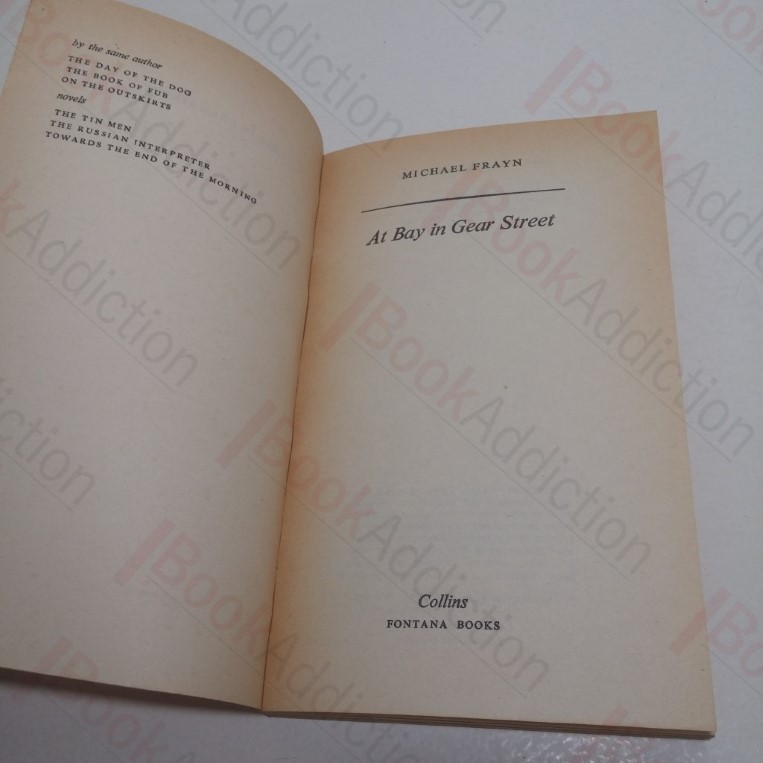 by the same author
THE DAY OF THE DOG
THE BOOK OF FUB
ON THE OUTSKIRTS
novels
THE TIN MEN
THE RUSSIAN INTERPRETER
TOWARDS THE END OF THE MORNING
MICHAEL FRAYN
At Bay in Gear Street
Collins
FONTANA BOOKS
BookAddiction